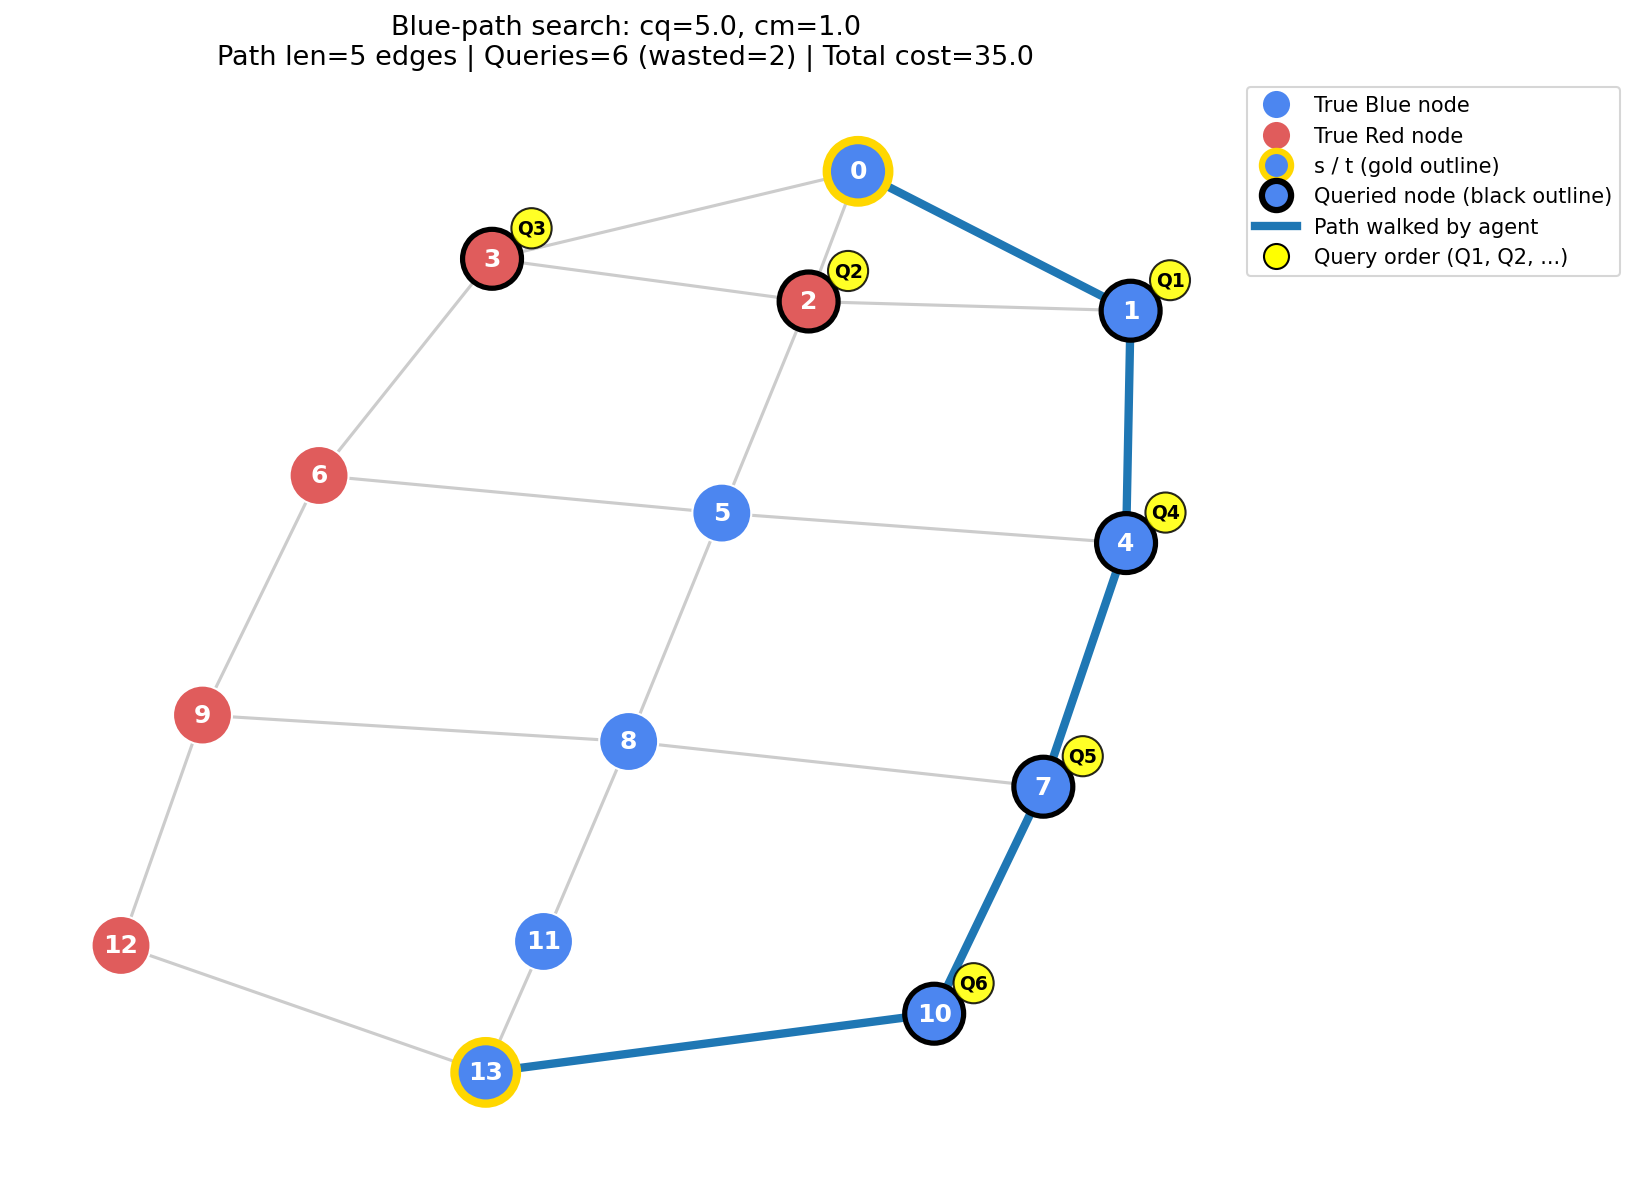 Blue-path search: cq=5.0, cm=1.0
Path len=5 edges | Queries=6 (wasted=2) | Total cost=35.0
True Blue node
True Red node
s / t (gold outline)
Queried node (black outline)
Path walked by agent
Query order (Q1, Q2, ...)
0
Q3
3
Q2
2
Q1
1
6
5
Q4
4
9
8
Q5
7
12
11
Q6
10
13